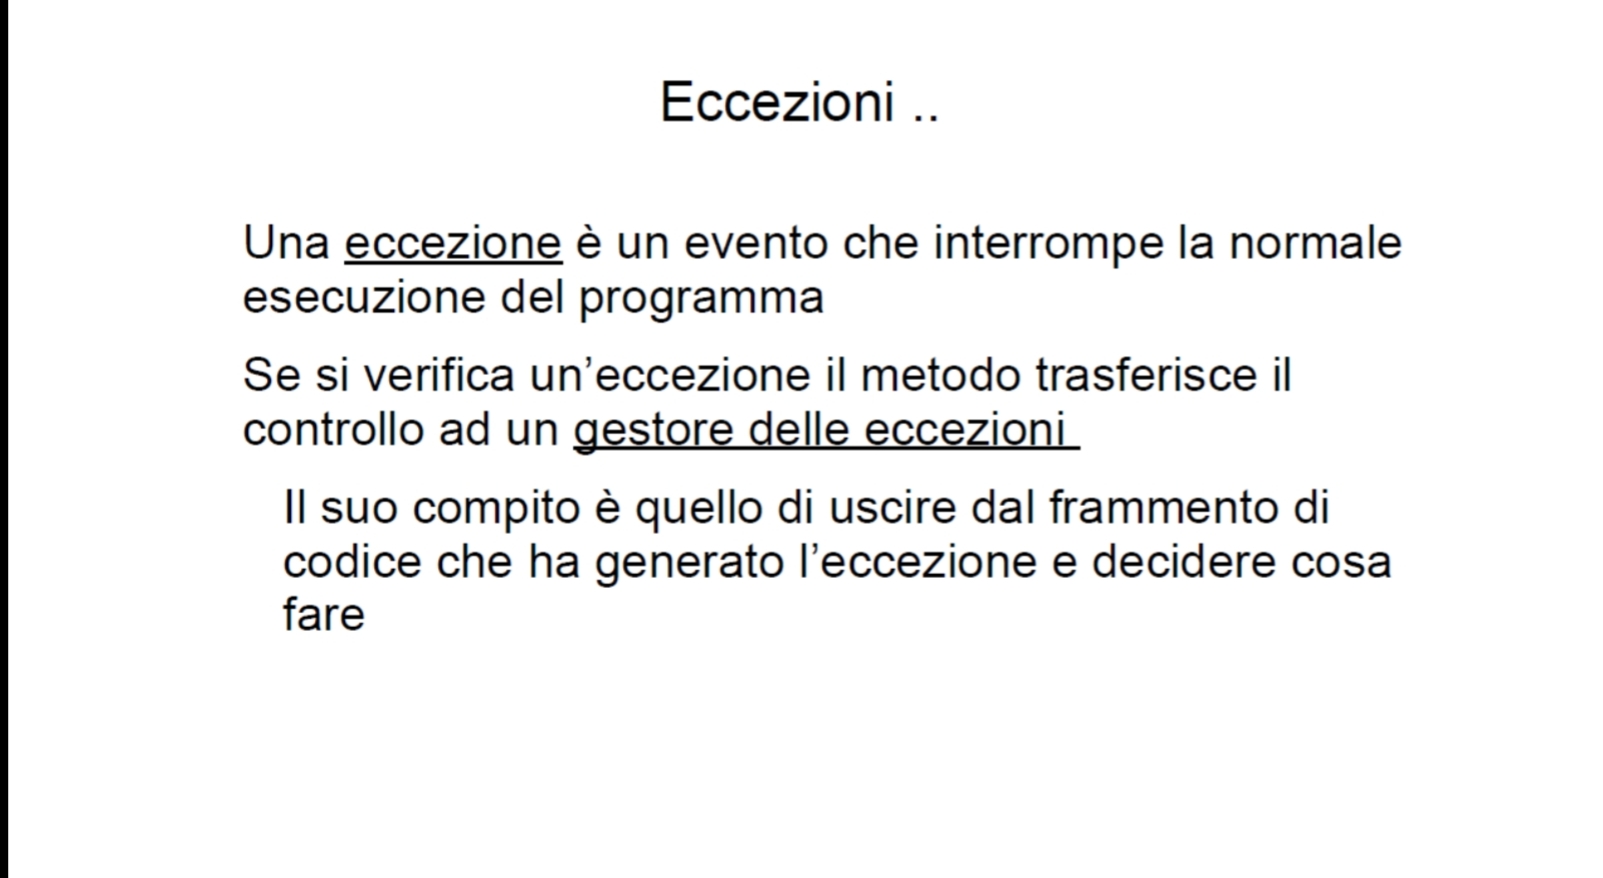 Eccezioni ..
Una eccezione è un evento che interrompe la normale
esecuzione del programma
Se si verifica un’eccezione il metodo trasferisce il
controllo ad un gestore delle eccezioni
Il suo compito è quello di uscire dal frammento di
codice che ha generato l’eccezione e decidere cosa
fare